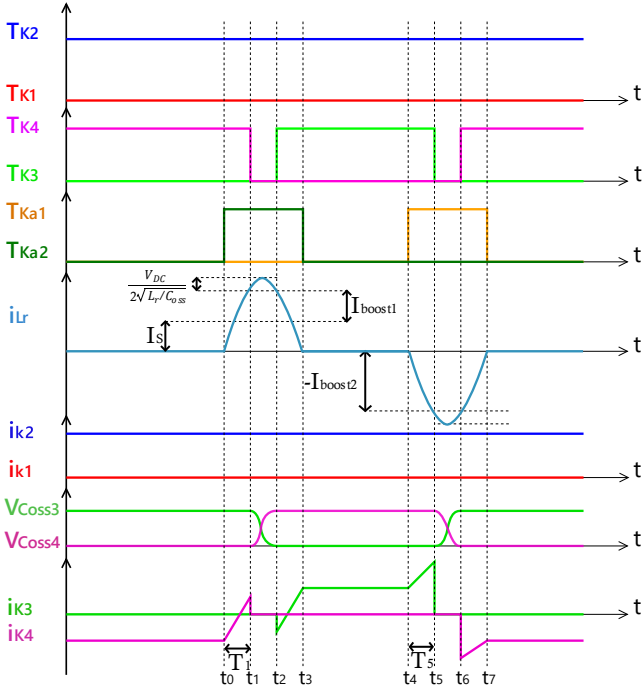 TK2
TK1 t
TK4
TK3 t
TKa1
TKa2 t
VDC
2√Lr/Coss
Iboost1
iLr
IS
t
-Iboost2
ik2
ik1 t
VCoss3
VCoss4 t
iK3 t
iK4
T1 T5
t0 t1 t2 t3 t4 t5 t6 t7